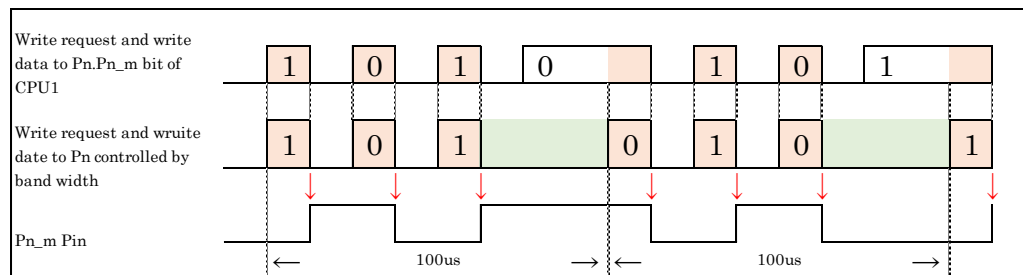 Write request and write
data to Pn.Pn_m bit of
CPU1
1 0 1 0 1 0 1
Write request and wruite
date to Pn controlled by
band width
1 0 1 0 1 0 1
Pn_m Pin
100us 100us